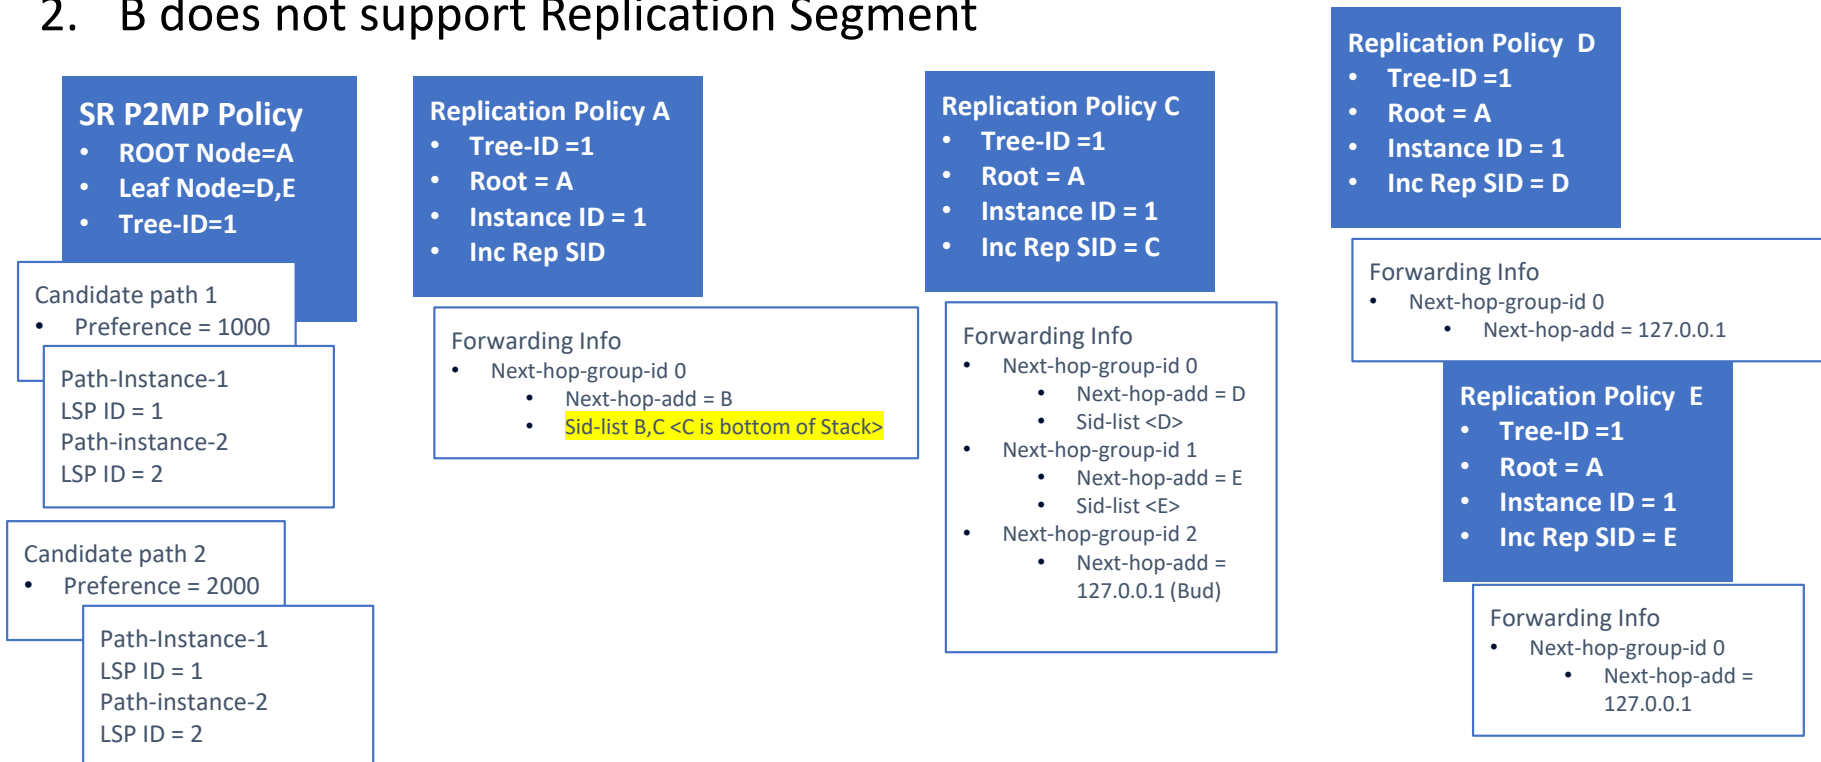 2. B does not support Replication Segment
SR P2MP Policy
• ROOT Node=A
• Leaf Node=D,E
• Tree-ID=1
Candidate path 1
• Preference = 1000
Path-Instance-1
LSP ID = 1
Path-instance-2
LSP ID = 2
Candidate path 2
• Preference = 2000
Path-Instance-1
LSP ID = 1
Path-instance-2
LSP ID = 2
Replication Policy A
• Tree-ID =1
• Root = A
• Instance ID = 1
• Inc Rep SID
Forwarding Info
• Next-hop-group-id 0
• Next-hop-add = B
• Sid-list B,C <C is bottom of Stack>
Replication Policy C
• Tree-ID =1
• Root = A
• Instance ID = 1
• Inc Rep SID = C
Forwarding Info
• Next-hop-group-id 0
• Next-hop-add = D
• Sid-list <D>
• Next-hop-group-id 1
• Next-hop-add = E
• Sid-list <E>
• Next-hop-group-id 2
• Next-hop-add =
127.0.0.1 (Bud)
Replication Policy D
• Tree-ID =1
• Root = A
• Instance ID = 1
• Inc Rep SID = D
Forwarding Info
• Next-hop-group-id 0
• Next-hop-add = 127.0.0.1
Replication Policy E
• Tree-ID =1
• Root = A
• Instance ID = 1
• Inc Rep SID = E
Forwarding Info
• Next-hop-group-id 0
• Next-hop-add =
127.0.0.1